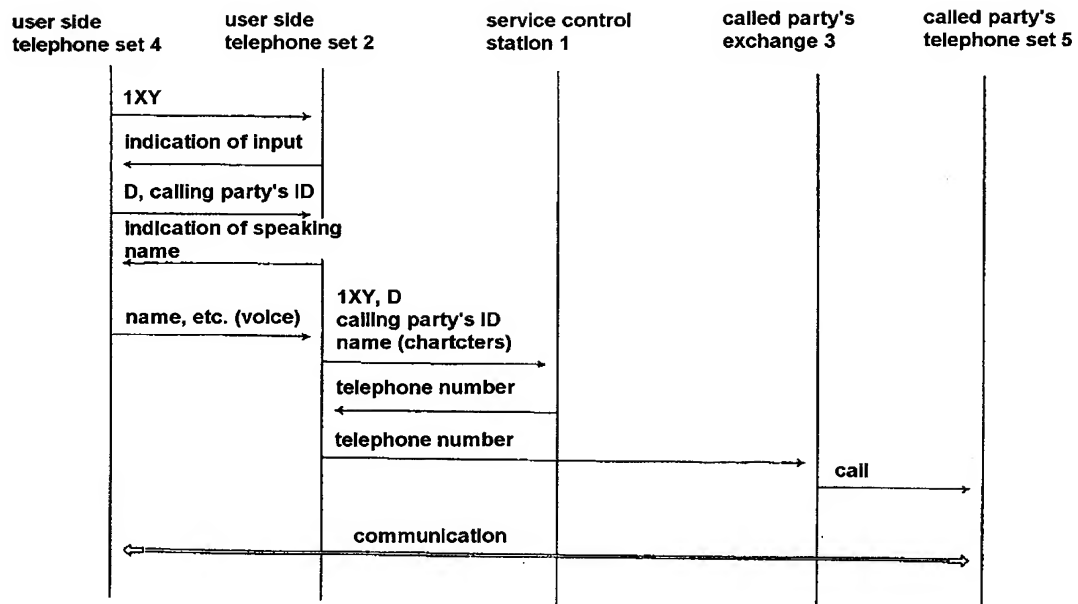 user side
telephone set 4
user side
telephone set 2
service control
station 1
called party's
exchange 3
called party's
telephone set 5
1XY
indication of input
D, calling party's ID
indication of speaking
name
name, etc. (voice)
1XY, D
calling party's ID
name (chartcters)
telephone number
telephone number
call
communication